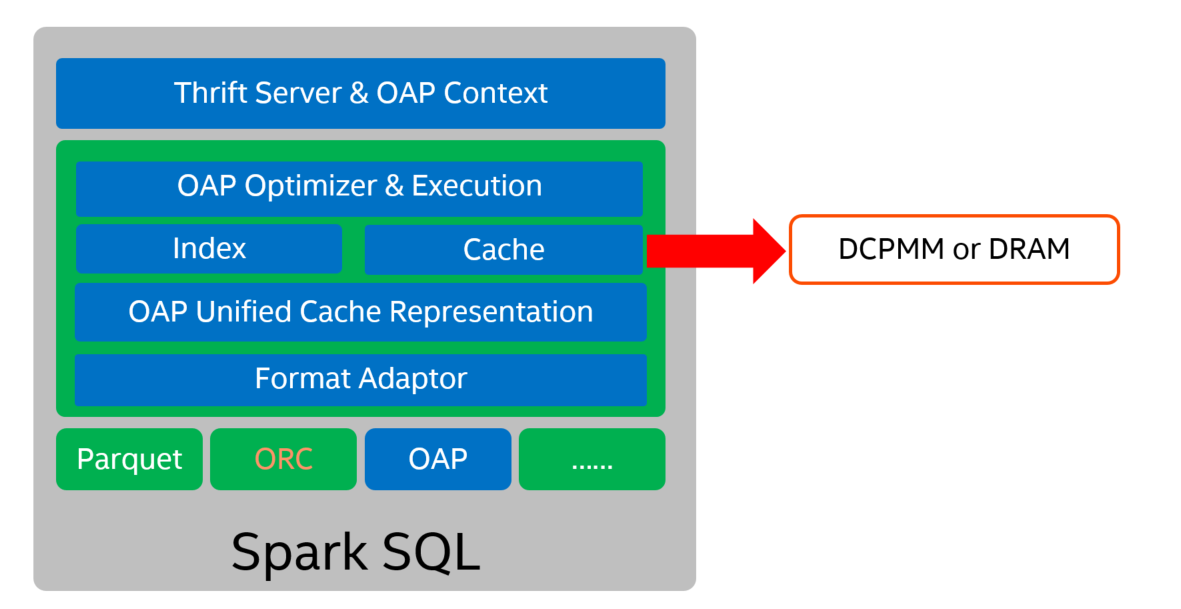 Thrift Server & OAP Context
OAP Optimizer & Execution
Index
Cache
DCPMM or DRAM
OAP Unified Cache Representation
Format Adaptor
Parquet
ORC
OAP
......
Spark SQL